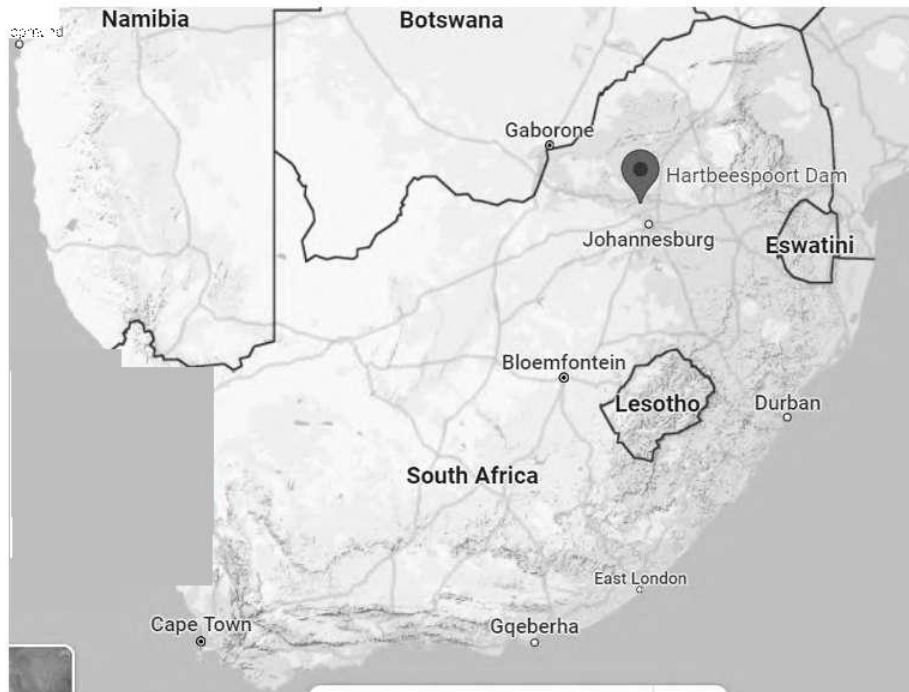 Namibia
Botswana
Gaborone
Hartbeespoort Dam
Johannesburg
Eswatini
Bloemfontein
Lesotho
Durban
South Africa
East London
Cape Town
Gqeberha